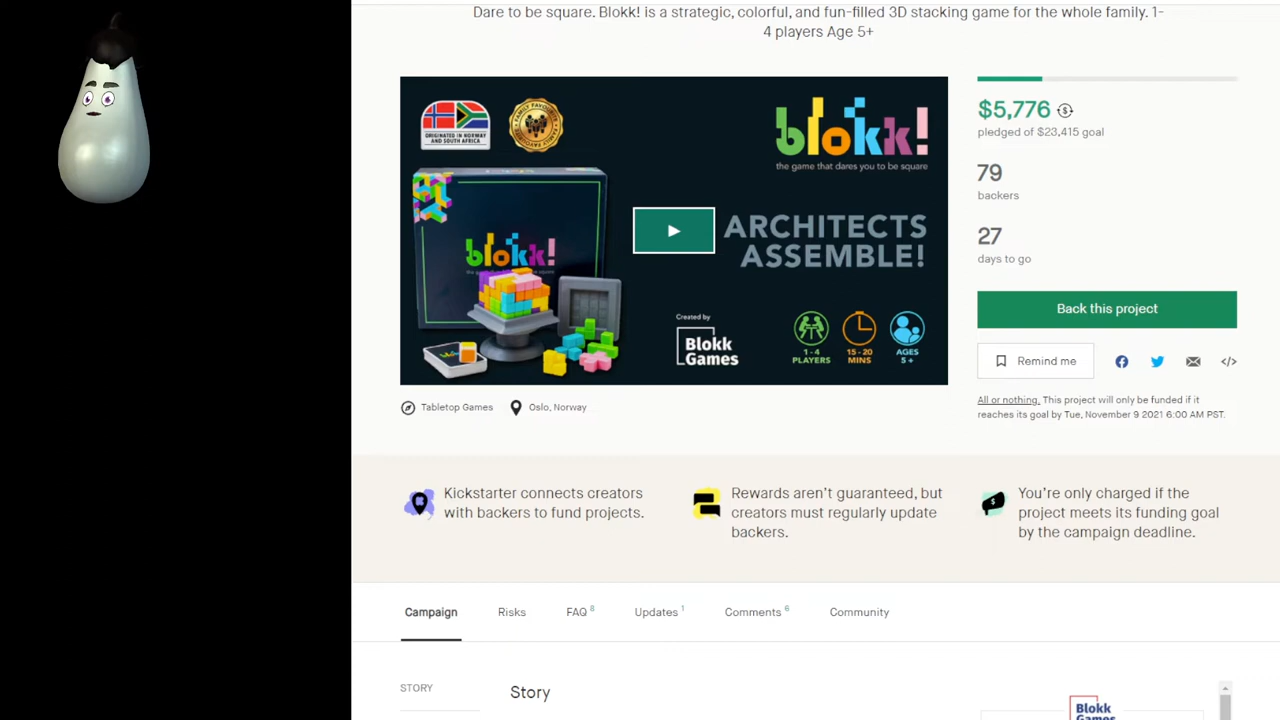 Dare to be square. Blokk! is a strategic, colorful, and fun-filled 3D stacking game for the whole family. 1-
4 players Age 5+
ORIGINATED IN NORWAY
AND SOUTH AFRICA
blokk!
the game that dares you to be square
blokk!
ARCHITECTS
ASSEMBLE!
Created by
Blokk
Games
1 - 4
PLAYERS
15 - 20
MINS
AGES
5 +
Tabletop Games
Oslo, Norway
$5,776
pledged of $23,415 goal
79
backers
27
days to go
Back this project
Remind me
All or nothing. This project will only be funded if it
reaches its goal by Tue, November 9 2021 6:00 AM PST.
Kickstarter connects creators
with backers to fund projects.
Rewards aren't guaranteed, but
creators must regularly update
backers.
You're only charged if the
project meets its funding goal
by the campaign deadline.
Campaign
Risks
FAQ 8
Updates 1
Comments 6
Community
STORY
Story
Blokk
Games